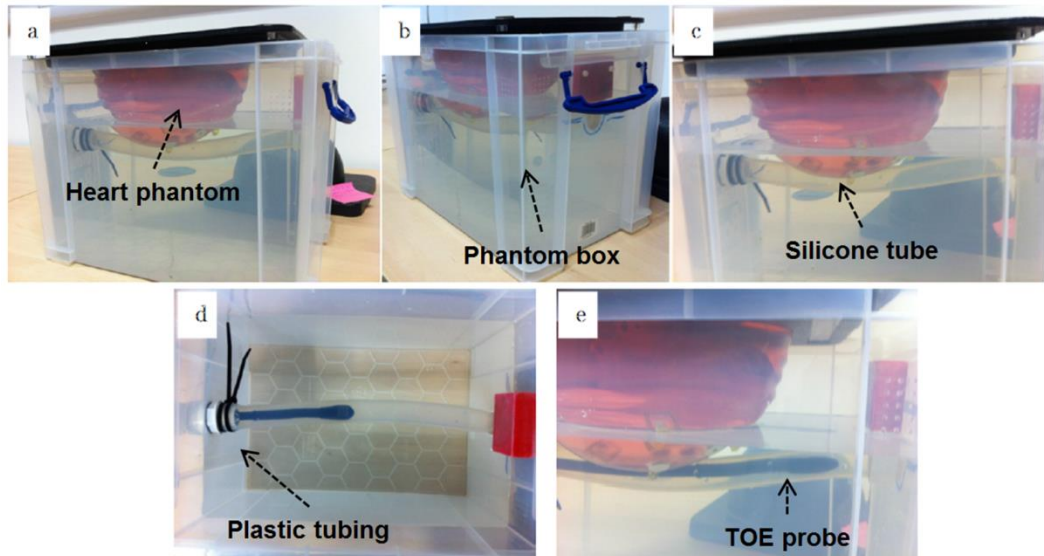 a
Heart phantom
b
Phantom box
c
Silicone tube
d
Plastic tubing
e
TOE probe